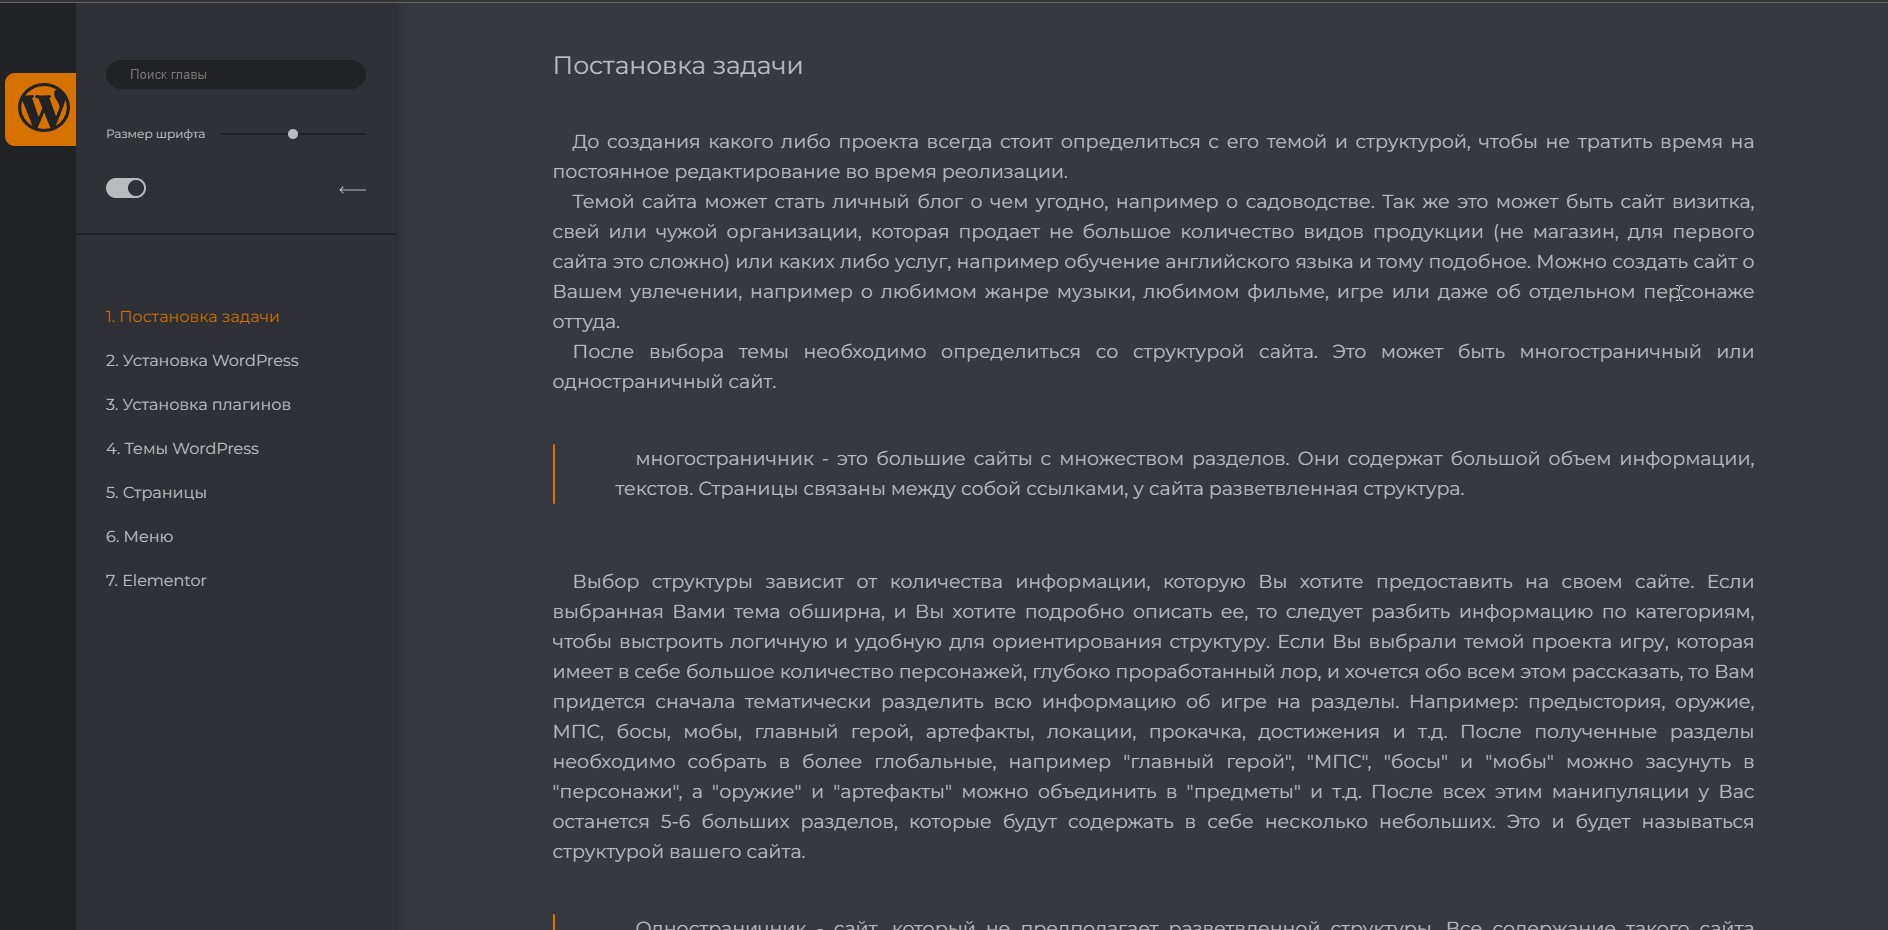 Поиск главы
Размер шрифта
1. Постановка задачи
2. Установка WordPress
3. Установка плагинов
4. Темы WordPress
5. Страницы
6. Меню
7. Elementor
Постановка задачи
До создания какого либо проекта всегда стоит определиться с его темой и структурой, чтобы не тратить время на
постоянное редактирование во время реолизации.
Темой сайта может стать личный блог о чем угодно, например о садоводстве. Так же это может быть сайт визитка,
свей или чужой организации, которая продает не большое количество видов продукции (не магазин, для первого
сайта это сложно) или каких либо услуг, например обучение английского языка и тому подобное. Можно создать сайт о
Вашем увлечении, например о любимом жанре музыки, любимом фильме, игре или даже об отдельном персонаже
оттуда.
После выбора темы необходимо определиться со структурой сайта. Это может быть многостраничный или
одностраничный сайт.
многостраничник - это большие сайты с множеством разделов. Они содержат большой объем информации,
текстов. Страницы связаны между собой ссылками, у сайта разветвленная структура.
Выбор структуры зависит от количества информации, которую Вы хотите предоставить на своем сайте. Если
выбранная Вами тема обширна, и Вы хотите подробно описать ее, то следует разбить информацию по категориям,
чтобы выстроить логичную и удобную для ориентирования структуру. Если Вы выбрали темой проекта игру, которая
имеет в себе большое количество персонажей, глубоко проработанный лор, и хочется обо всем этом рассказать, то Вам
придется сначала тематически разделить всю информацию об игре на разделы. Например: предыстория, оружие,
МПС, босы, мобы, главный герой, артефакты, локации, прокачка, достижения и т.д. После полученные разделы
необходимо собрать в более глобальные, например "главный герой", "МПС", "босы" и "мобы" можно засунуть в
"персонажи", а "оружие" и "артефакты" можно объединить в "предметы" и т.д. После всех этим манипуляции у Вас
останется 5-6 больших разделов, которые будут содержать в себе несколько небольших. Это и будет называться
структурой вашего сайта.
Одностраничник - сайт, который не предполагает разветвленной структуры. Все содержание такого сайта